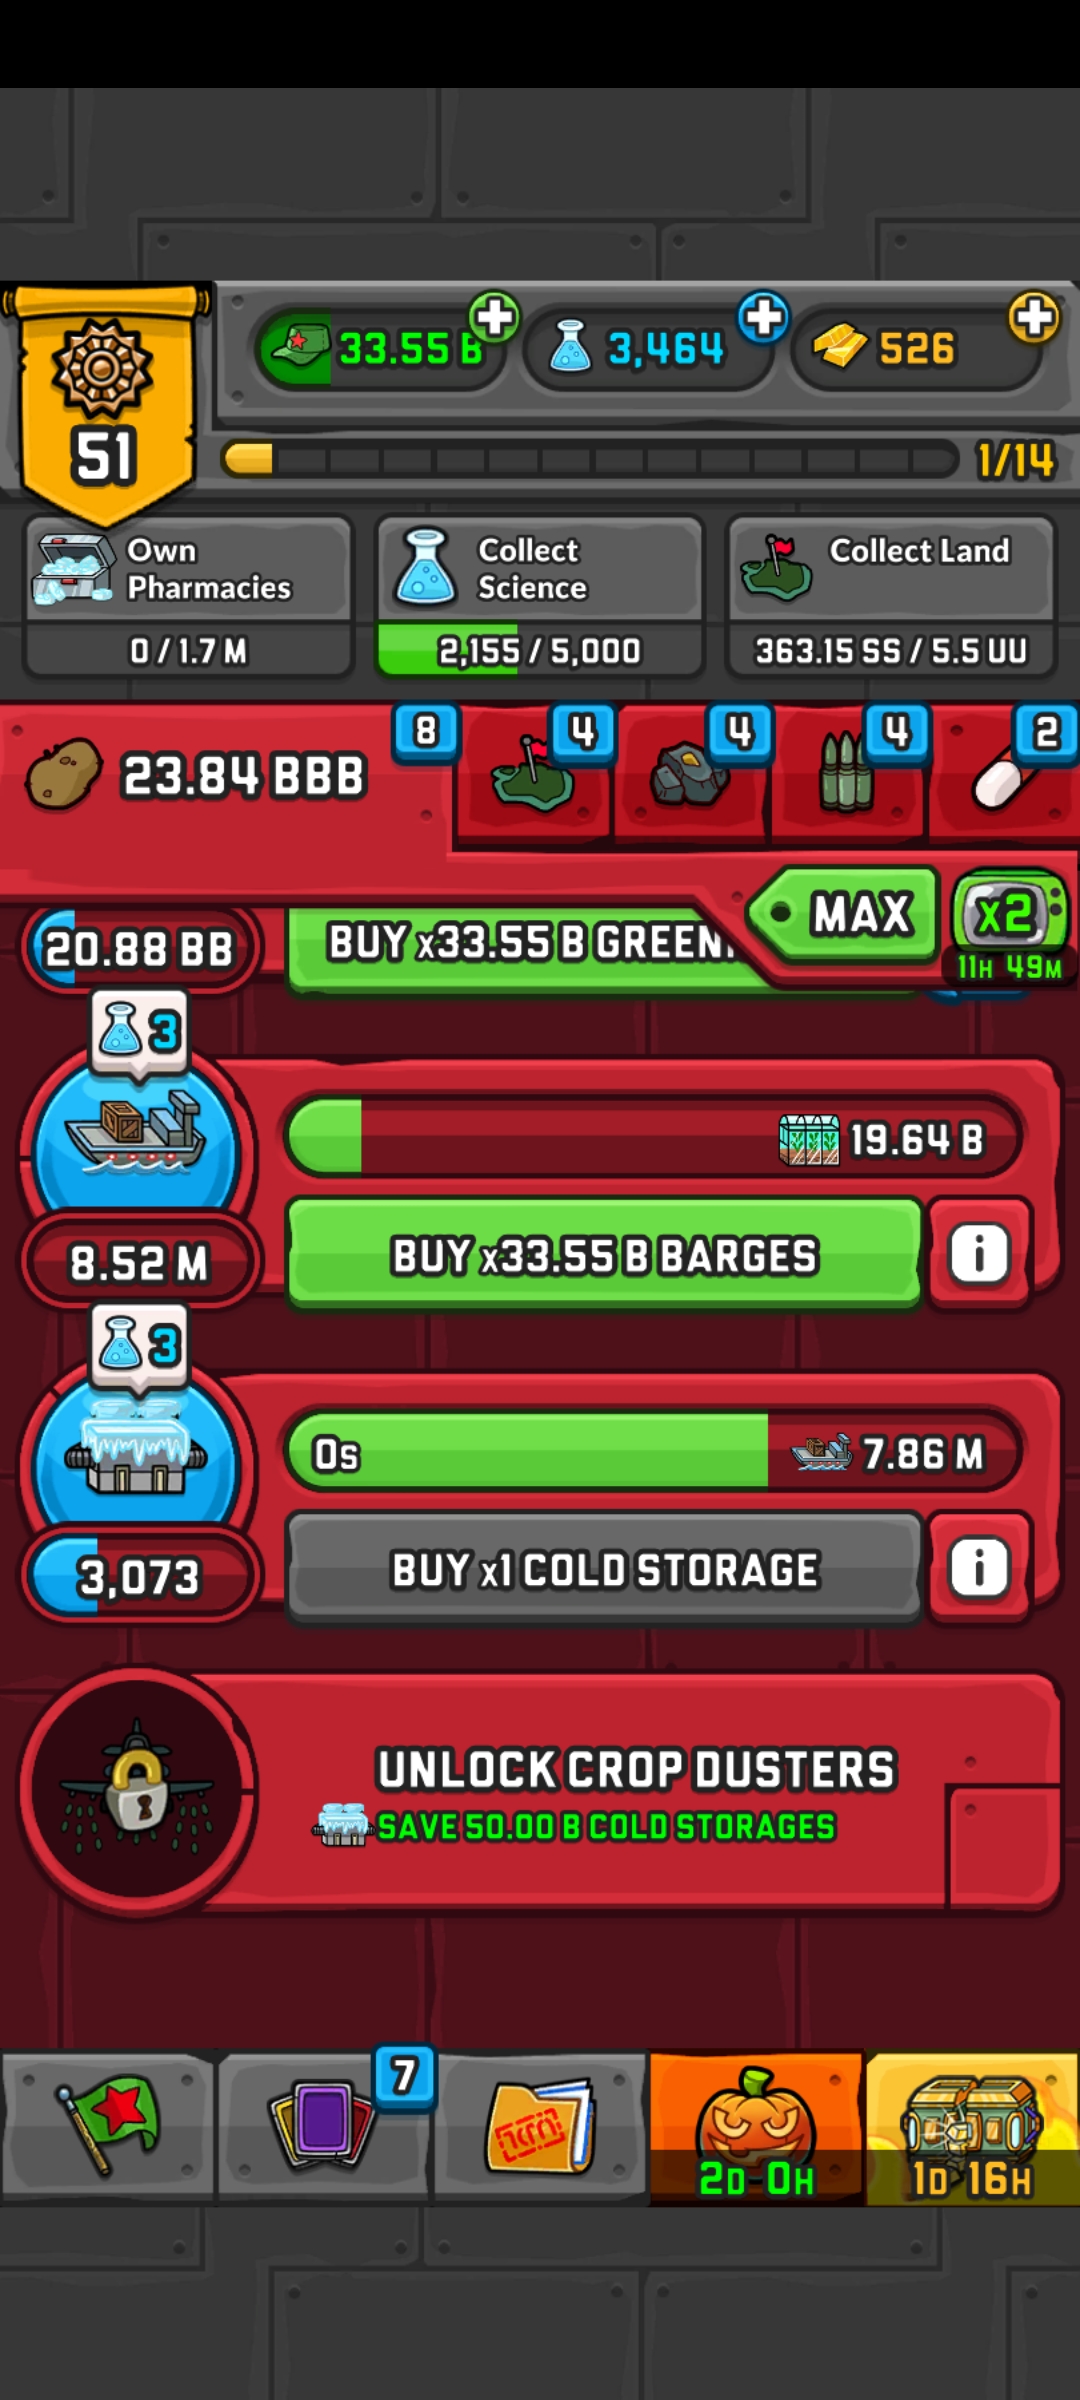 33.55 B
3,464
526
51
1/14
Own
Pharmacies
0 / 1.7 M
Collect
Science
2,155 / 5,000
Collect Land
363.15 SS / 5.5 UU
23.84 BBB
8
4
4
4
2
MAX
x2
11H 49M
20.88 BB
BUY x33.55 B
3
19.64 B
8.52 M
BUY x33.55 B BARGES
i
3
0s
7.86 M
3,073
BUY x1 COLD STORAGE
i
UNLOCK CROP DUSTERS
SAVE 50.00 B COLD STORAGES
7
2D 0H
1D 16H